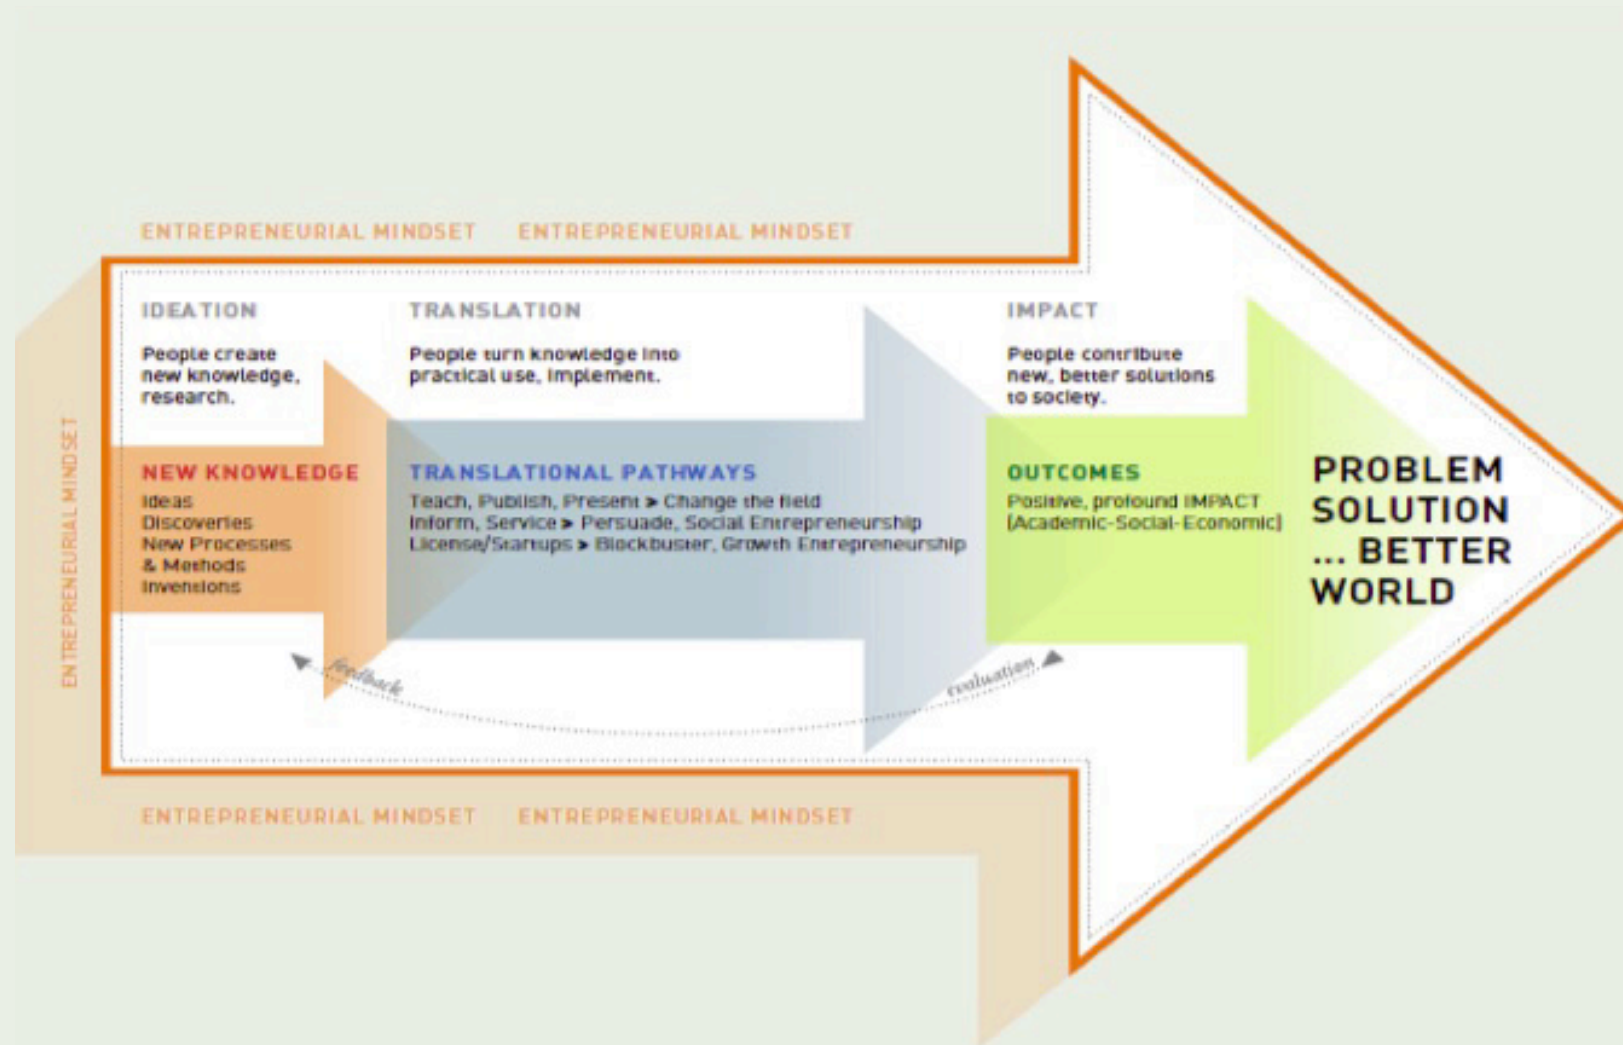 ENTREPRENEURIAL MINDSET ENTREPRENEURIAL MINDSET
ENTREPRENEURIAL MINDSET
IDEATION
People create
new knowledge,
research.
NEW KNOWLEDGE
Ideas
Discoveries
New Processes
& Methods
Inventions
TRANSLATION
People turn knowledge into
practical use, implement.
TRANSLATIONAL PATHWAYS
Teach, Publish, Present > Change the field
Inform, Service > Persuade, Social Entrepreneurship
License/Startups > Blockbuster, Growth Entrepreneurship
IMPACT
People contribute
new, better solutions
to society.
OUTCOMES
Positive, profound IMPACT
(Academic-Social-Economic)
PROBLEM
SOLUTION
... BETTER
WORLD
feedback
evaluation
ENTREPRENEURIAL MINDSET ENTREPRENEURIAL MINDSET